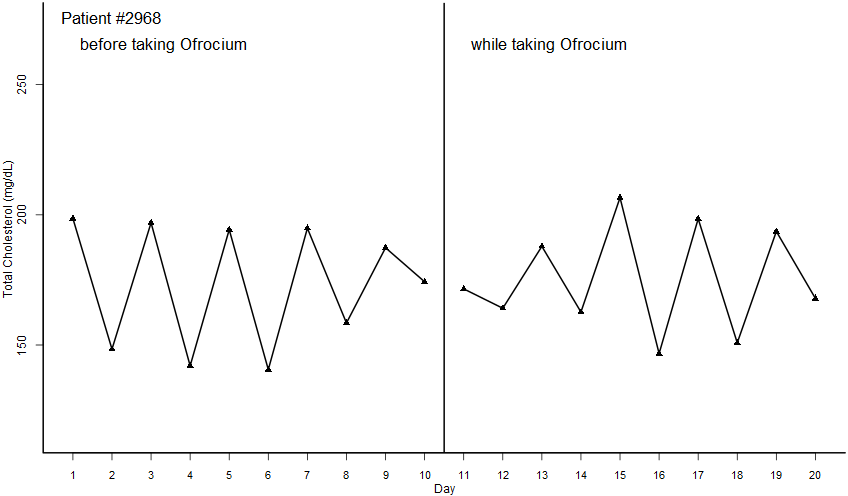 Patient #2968
before taking Ofrocium
while taking Ofrocium
Total Cholesterol (mg/dL)
250
200
150
1 2 3 4 5 6 7 8 9 10 11 12 13 14 15 16 17 18 19 20
Day